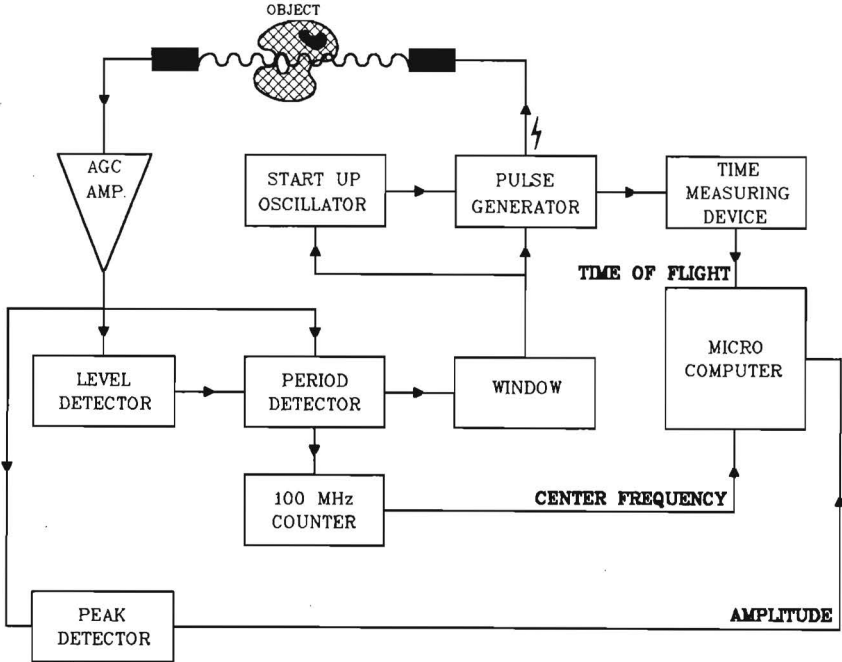 OBJECT
AGC
AMP.
START UP
OSCILLATOR
PULSE
GENERATOR
TIME
MEASURING
DEVICE
TIME OF FLIGHT
LEVEL
DETECTOR
PERIOD
DETECTOR
WINDOW
MICRO
COMPUTER
100 MHz
COUNTER
CENTER FREQUENCY
PEAK
DETECTOR
AMPLITUDE